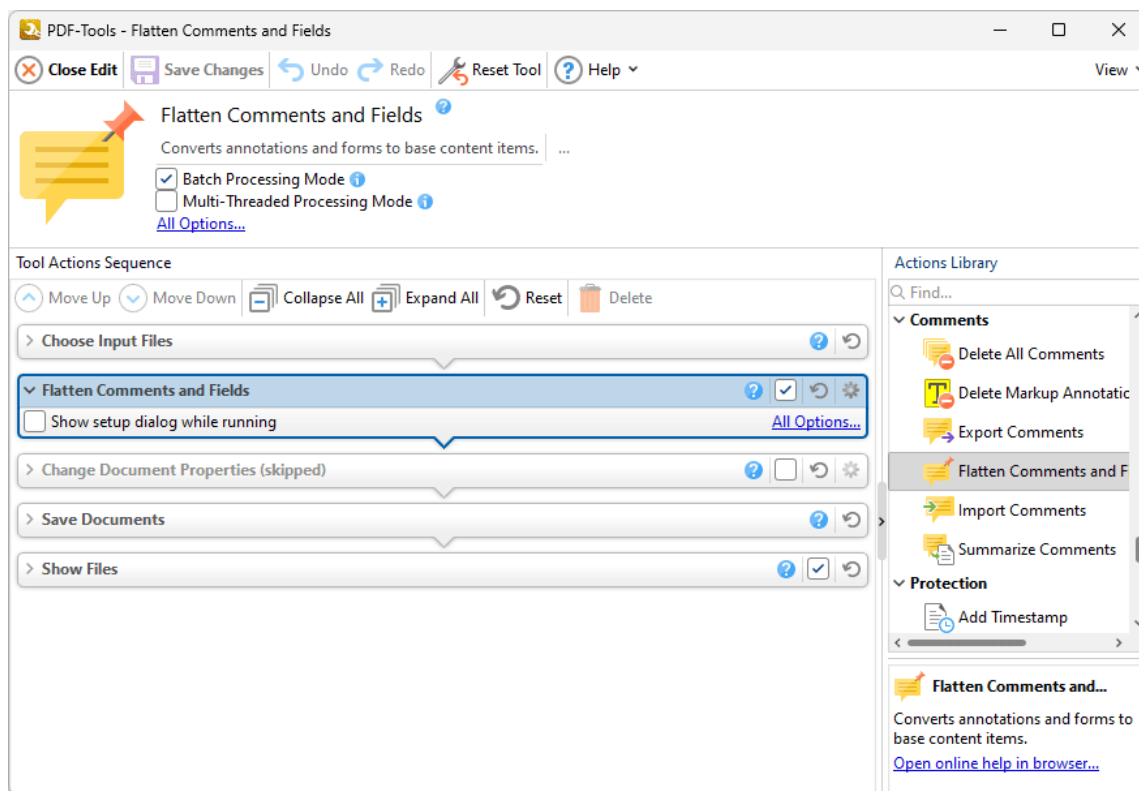 PDF-Tools - Flatten Comments and Fields
Close Edit Save Changes Undo Redo Reset Tool Help View
Flatten Comments and Fields
Converts annotations and forms to base content items. ...
Batch Processing Mode
Multi-Threaded Processing Mode
All Options...
Tool Actions Sequence
Move Up Move Down Collapse All Expand All Reset Delete
Choose Input Files
Flatten Comments and Fields
Show setup dialog while running All Options...
Change Document Properties (skipped)
Save Documents
Show Files
Actions Library
Find...
Comments
Delete All Comments
Delete Markup Annotatio
Export Comments
Flatten Comments and F
Import Comments
Summarize Comments
Protection
Add Timestamp
Flatten Comments and...
Converts annotations and forms to
base content items.
Open online help in browser...